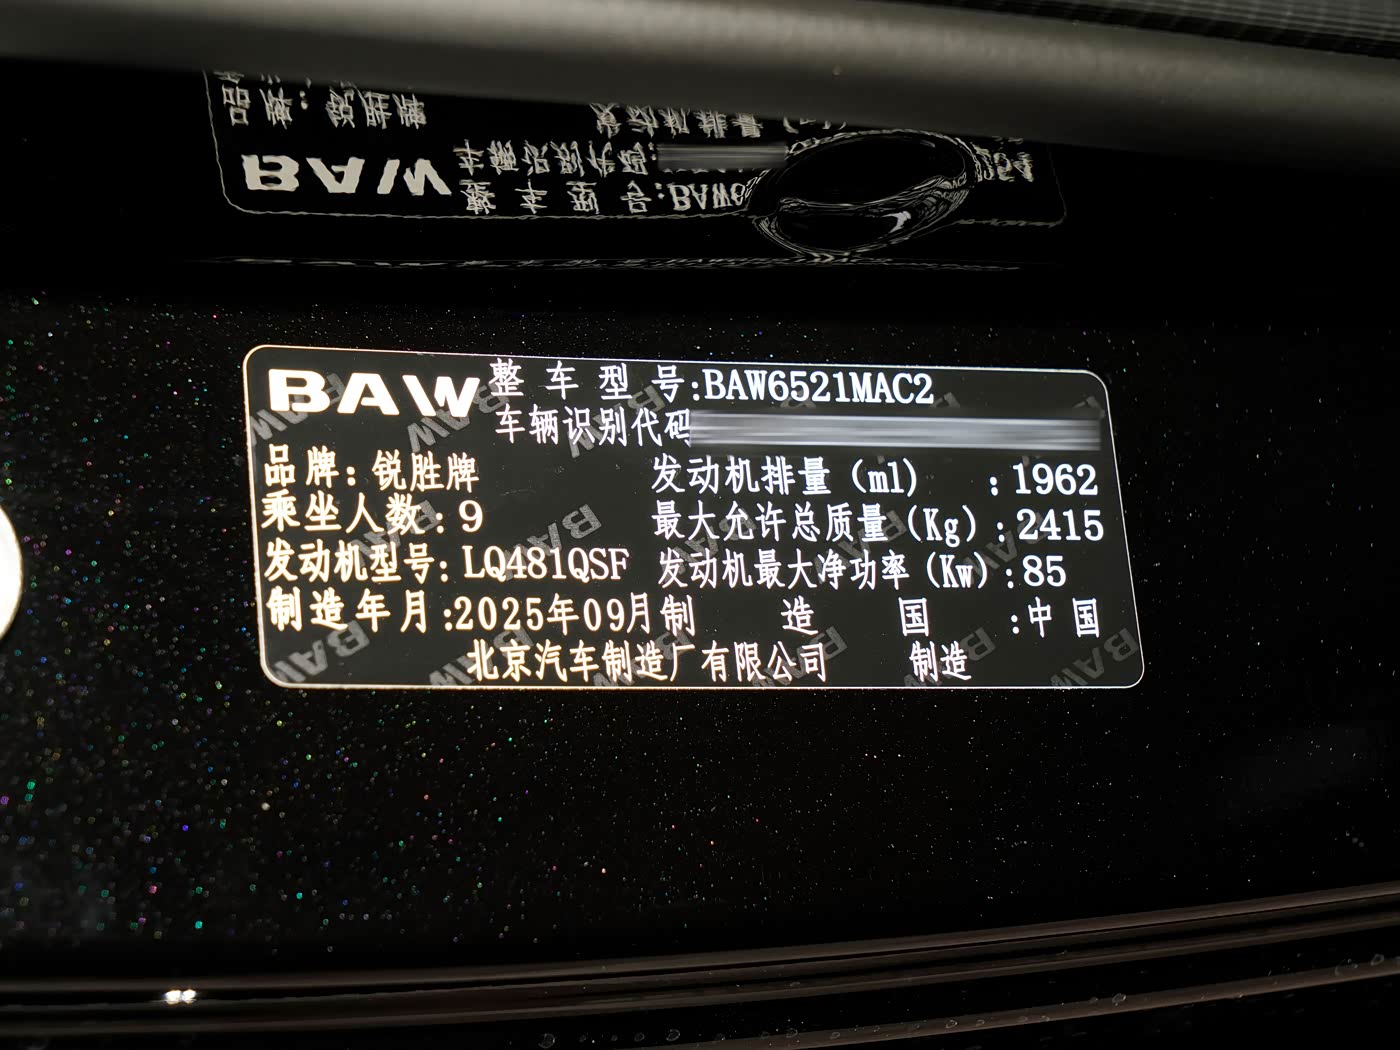 BAW 整车型号:BAW6521MAC2
车辆识别代码
品牌:锐胜牌 发动机排量(ml) :1962
乘坐人数:9 最大允许总质量(Kg):2415
发动机型号:LQ481QSF 发动机最大净功率(Kw):85
制造年月:2025年09月 制造国:中国
北京汽车制造厂有限公司 制造